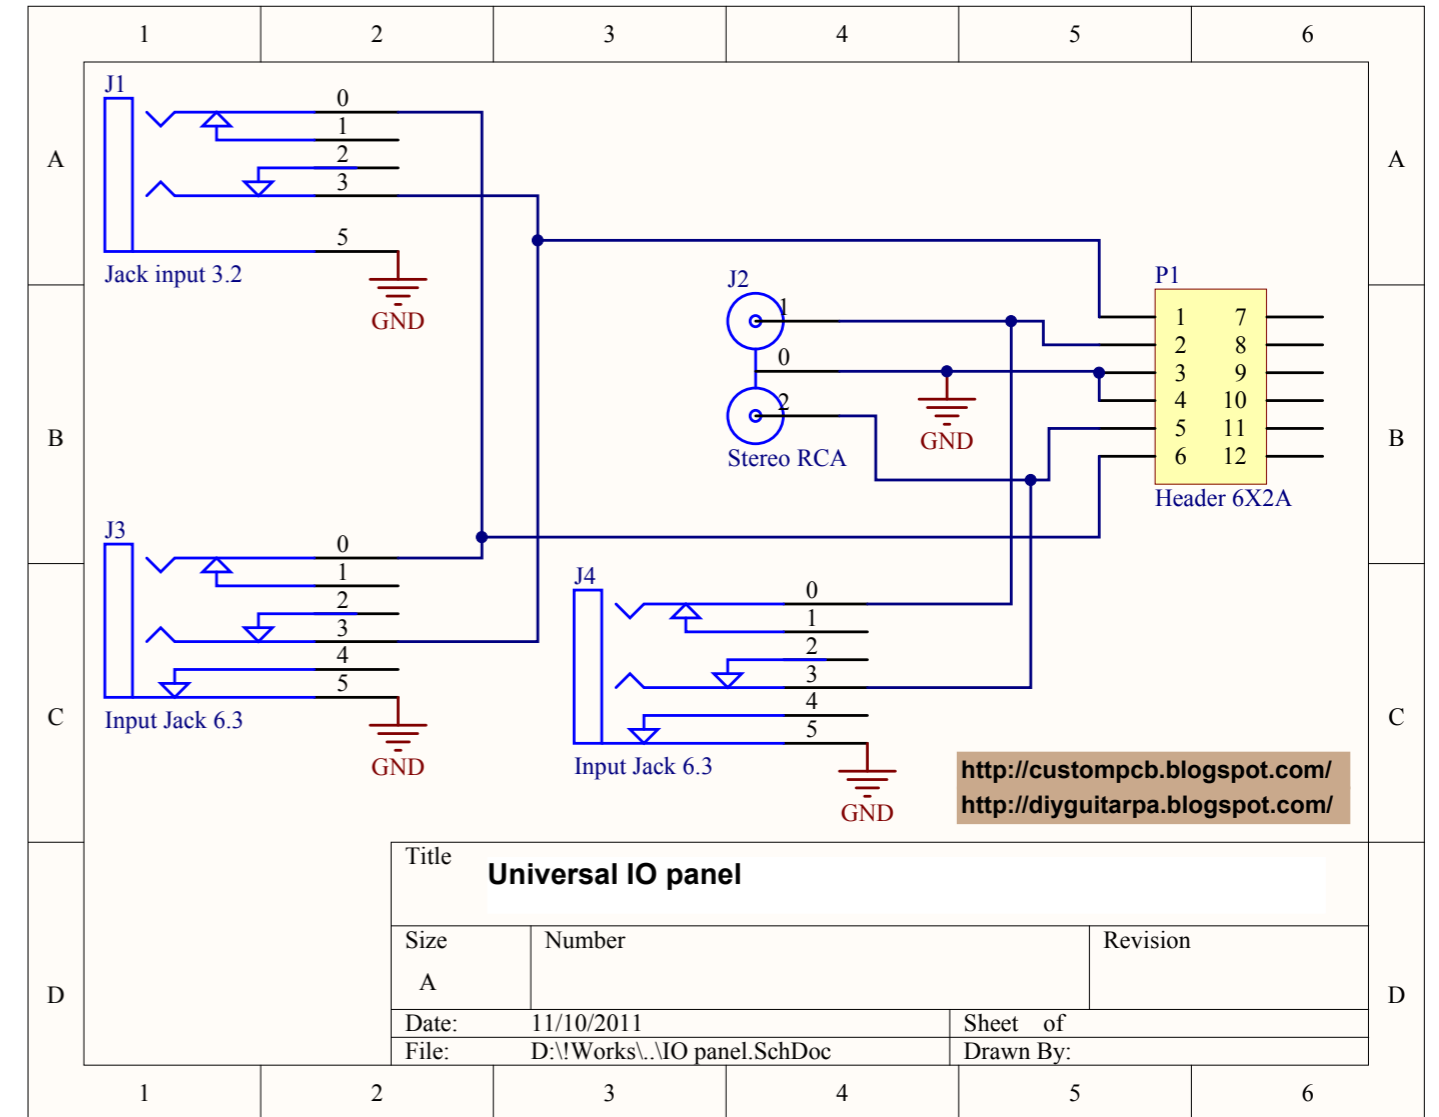 1 2 3 4 5 6
A A
J1
0
1
2
3
5
Jack input 3.2
GND
J2
1
0
2
Stereo RCA
GND
P1
1 7
2 8
3 9
4 10
5 11
6 12
Header 6X2A
B B
J3
0
1
2
3
4
5
Input Jack 6.3
GND
J4
0
1
2
3
4
5
Input Jack 6.3
GND
C C
http://custompcb.blogspot.com/
http://diyguitarpa.blogspot.com/
Title Universal IO panel
Size Number Revision
A
D D
Date: 11/10/2011 Sheet of
File: D:\!Works\..\IO panel.SchDoc Drawn By:
1 2 3 4 5 6